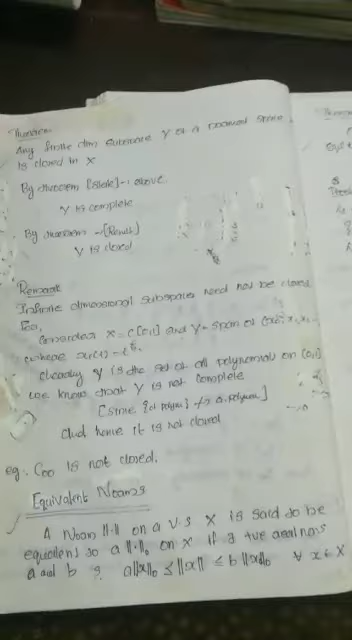 Theorem
Any finite dim subspace Y of a normed space
is closed in X
By theorem [State] → above.
Y is complete
By theorem → [Result]
Y is closed
Remark
Infinite dimensional subspaces need not be closed
Consider X = C[0,1] and Y = span of
where
Clearly Y is the set of all polynomials on [0,1]
we know that Y is not complete
[some
And hence it is not closed
eg: C00 is not closed.
Equivalent Norms
A Norm ||.|| on a V.S X is said to be
equivalent to a ||.||₀ on X if ∃ +ve real nos
a and b ∋ a||x||₀ ≤ ||x|| ≤ b ||x||₀ ∀ x ∈ X